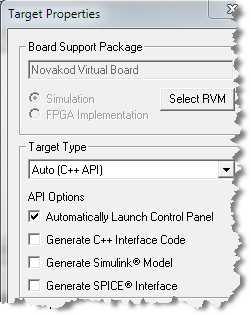 Target Properties
Board Support Package
Novakod Virtual Board
Simulation
Select RVM
FPGA Implementation
Target Type
Auto (C++ API)
API Options
Automatically Launch Control Panel
Generate C++ Interface Code
Generate Simulink® Model
Generate SPICE® Interface